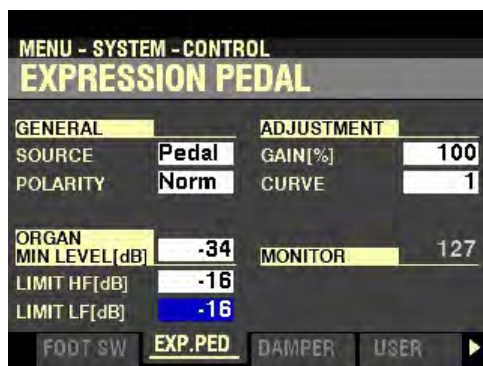 MENU - SYSTEM - CONTROL
EXPRESSION PEDAL
GENERAL
SOURCE Pedal
POLARITY Norm
ORGAN
MIN LEVEL[dB] -34
LIMIT HF[dB] -16
LIMIT LF[dB] -16
ADJUSTMENT
GAIN[%] 100
CURVE 1
MONITOR 127
FOOT SW EXP.PED DAMPER USER